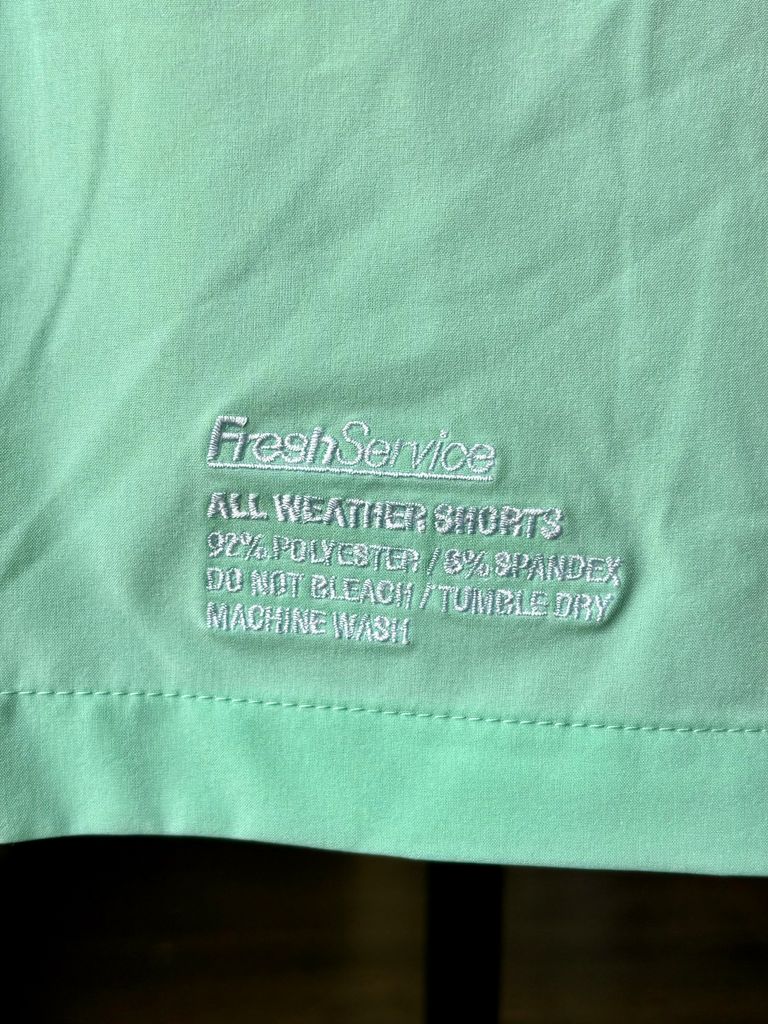 FreshService
ALL WEATHER SHORTS
92% POLYESTER / 8% SPANDEX
DO NOT BLEACH / TUMBLE DRY
MACHINE WASH